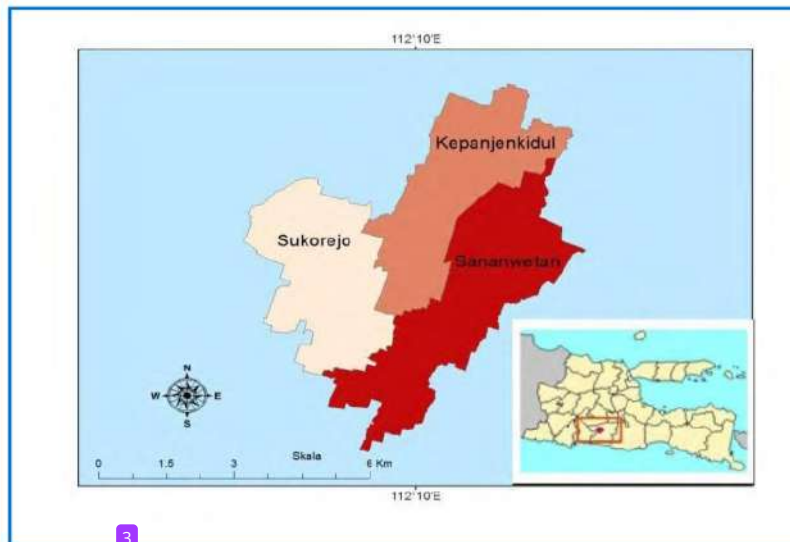 112°10'E
Kepanjenkidul
Sukorejo
Sananwetan
N
W E
S
Skala
0 1.5 3 6 Km
112°10'E
3